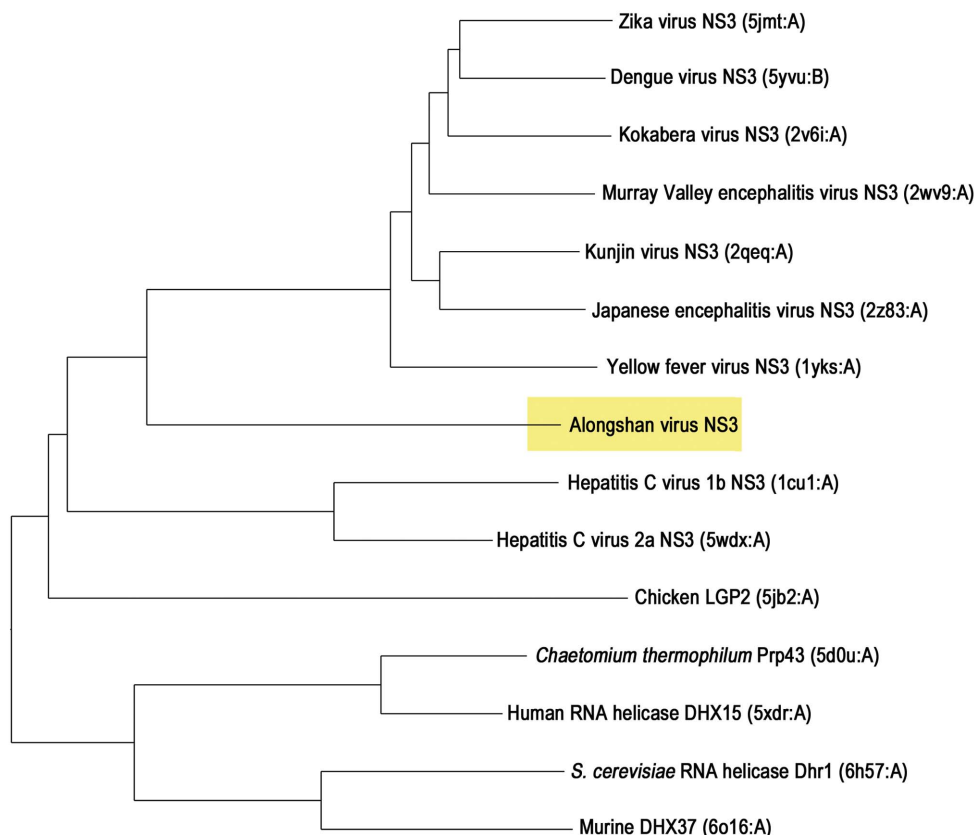 Zika virus NS3 (5jmt:A)
Dengue virus NS3 (5yvu:B)
Kokabera virus NS3 (2v6i:A)
Murray Valley encephalitis virus NS3 (2wv9:A)
Kunjin virus NS3 (2qeq:A)
Japanese encephalitis virus NS3 (2z83:A)
Yellow fever virus NS3 (1yks:A)
Alongshan virus NS3
Hepatitis C virus 1b NS3 (1cu1:A)
Hepatitis C virus 2a NS3 (5wdx:A)
Chicken LGP2 (5jb2:A)
Chaetomium thermophilum Prp43 (5d0u:A)
Human RNA helicase DHX15 (5xdr:A)
S. cerevisiae RNA helicase Dhr1 (6h57:A)
Murine DHX37 (6o16:A)